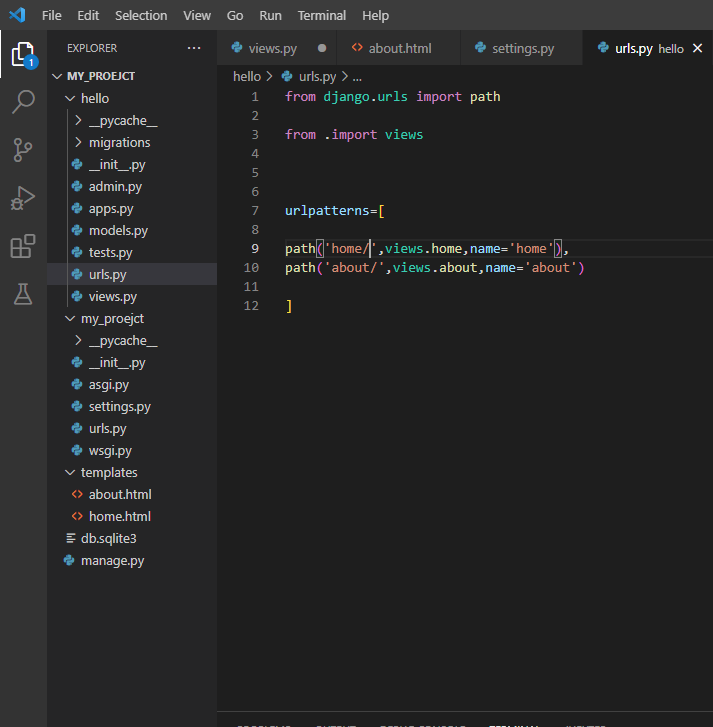 File Edit Selection View Go Run Terminal Help
EXPLORER ...
views.py about.html settings.py urls.py hello
1
MY_PROEJCT
hello > urls.py > ...
hello
__pycache__
migrations
__init__.py
admin.py
apps.py
models.py
tests.py
urls.py
views.py
my_proejct
__pycache__
__init__.py
asgi.py
settings.py
urls.py
wsgi.py
templates
about.html
home.html
db.sqlite3
manage.py
1 from django.urls import path
2
3 from .import views
4
5
6
7 urlpatterns=[
8
9 path('home/',views.home,name='home'),
10 path('about/',views.about,name='about')
11
12 ]